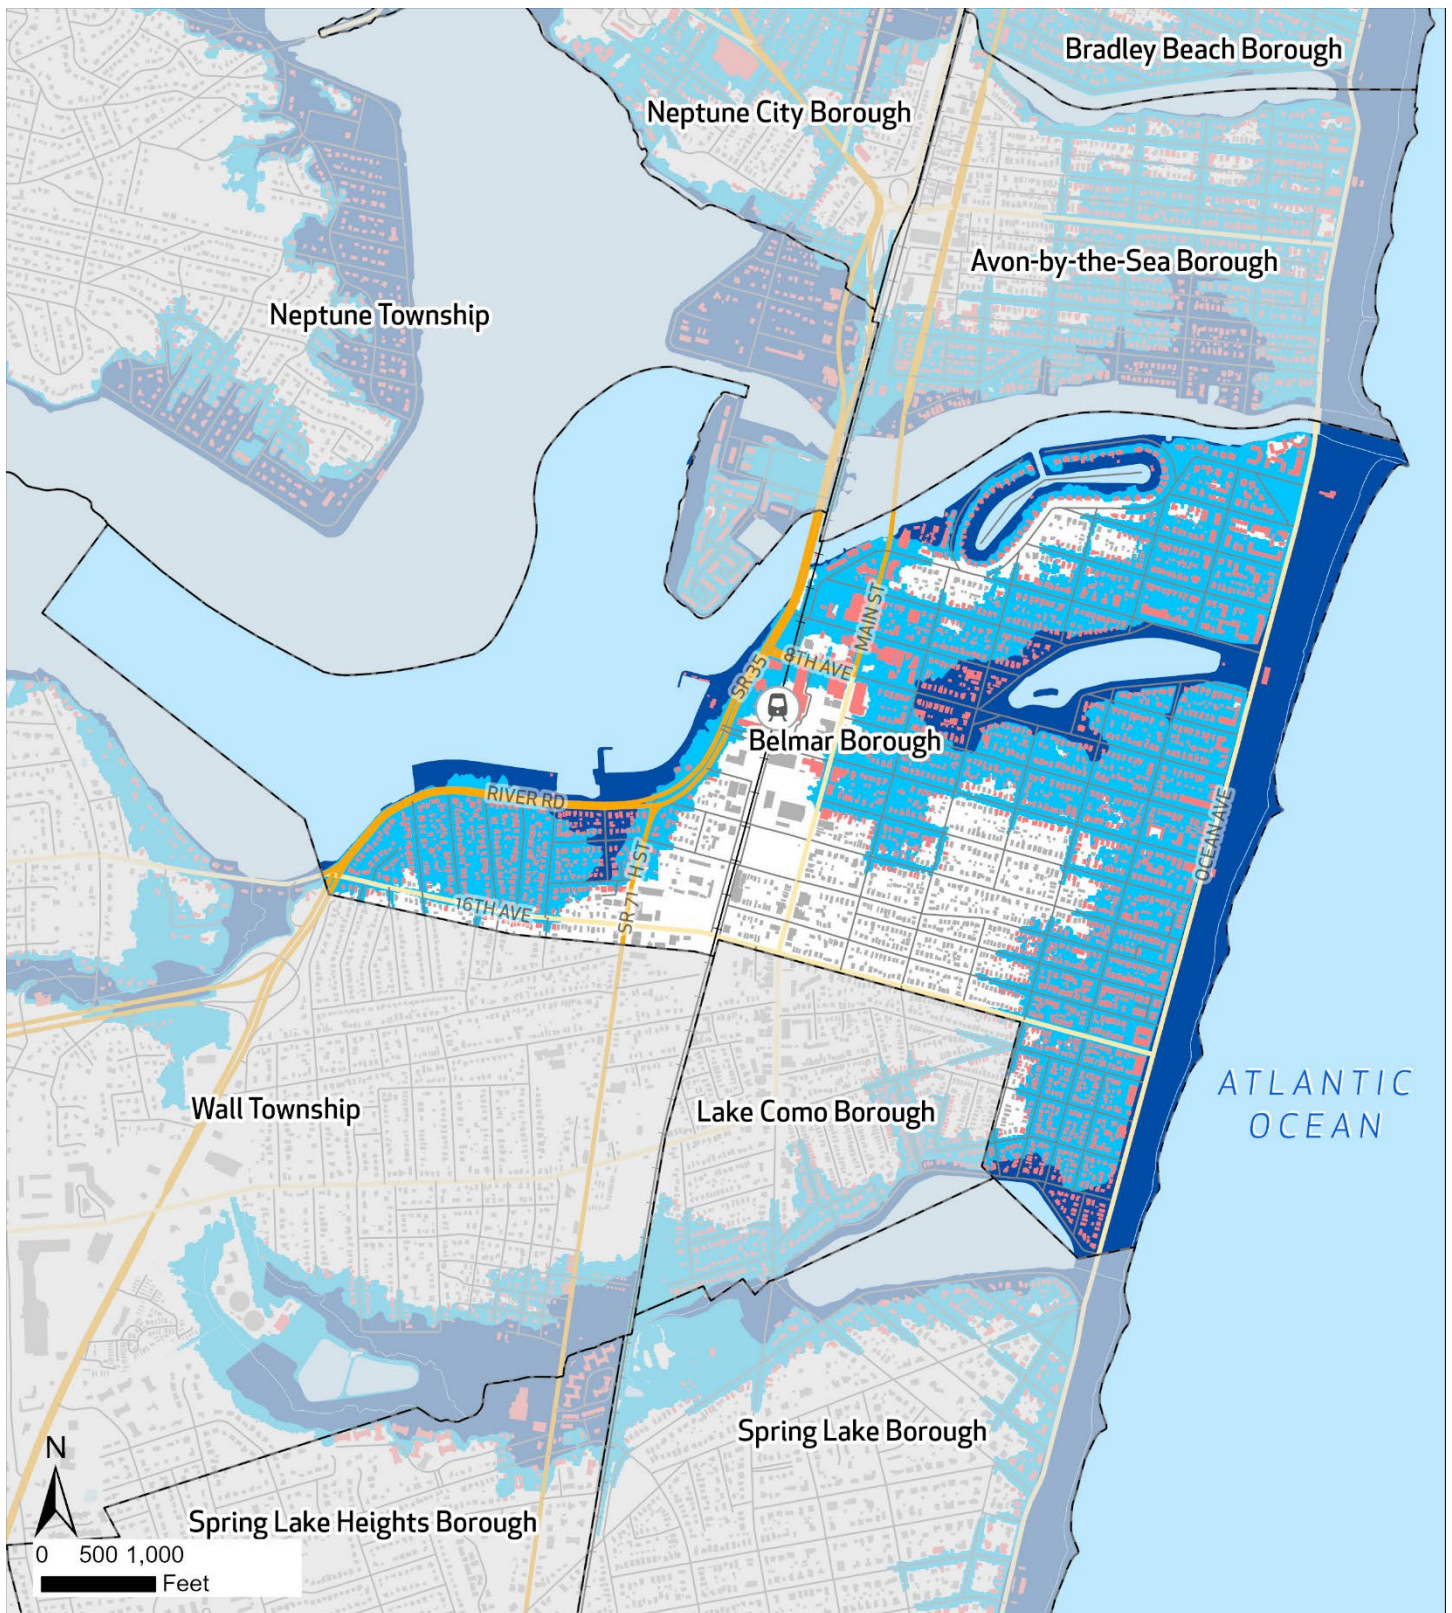 Bradley Beach Borough
Neptune City Borough
Avon-by-the-Sea Borough
Neptune Township
MAIN ST
8TH AVE
SR 35
Belmar Borough
RIVER RD
OCEAN AVE
SR 71 H ST
16TH AVE
ATLANTIC
OCEAN
Wall Township
Lake Como Borough
Spring Lake Borough
N
Spring Lake Heights Borough
0 500 1,000
Feet